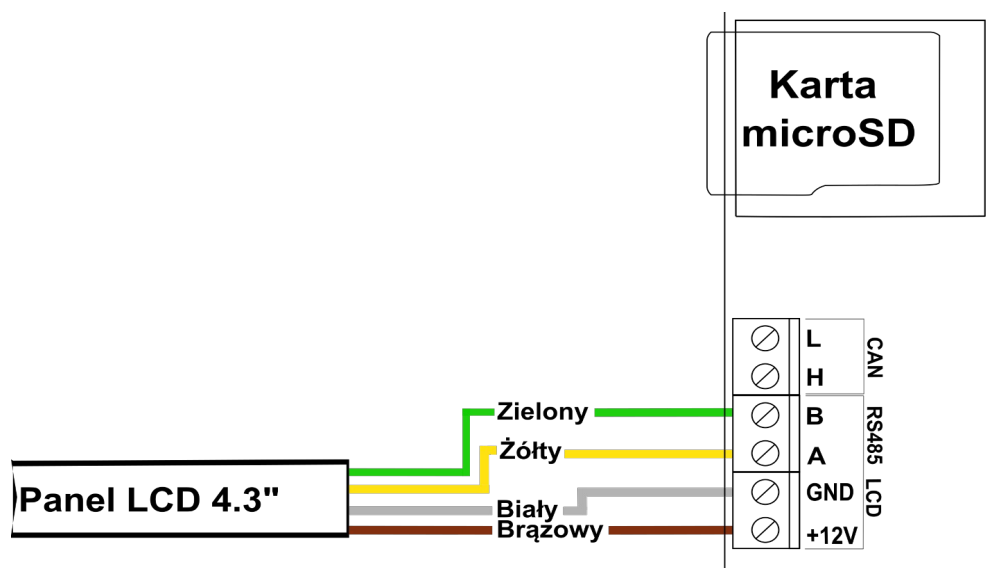 Karta
microSD
L
H
CAN
Zielony
B
Żółty
A
RS485
Panel LCD 4.3"
Biały
GND
LCD
Brązowy
+12V